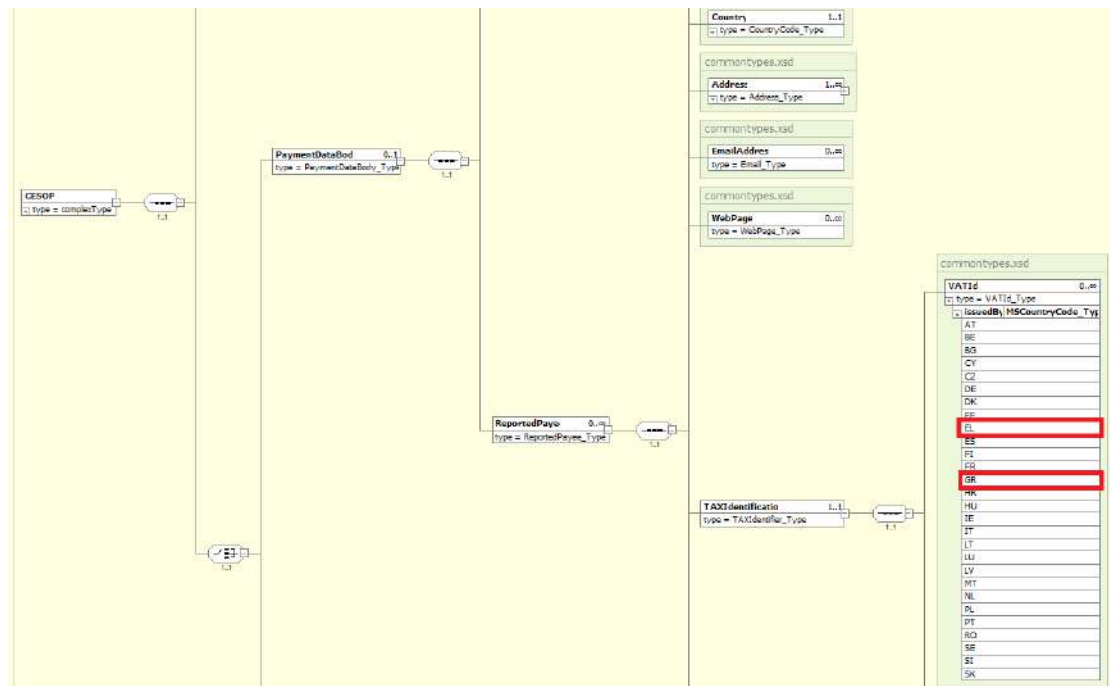 Country 1..1
type = CountryCode_Type
commontypes.xsd
Address 1..∞
type = Address_Type
commontypes.xsd
EmailAddres 0..∞
type = Email_Type
commontypes.xsd
WebPage 0..∞
type = WebPage_Type
PaymentDataBod 0..1
type = PaymentDataBody_Type
1..1
CESOP
type = complexType
1..1
commontypes.xsd
VATId 0..∞
type = VATId_Type
issuedBy MSCountryCode_Typ
AT
BE
BG
CY
CZ
DE
DK
EE
EL
ES
FI
FR
GR
HR
HU
IE
IT
LT
LU
LV
MT
NL
PL
PT
RO
SE
SI
SK
ReportedPaye 0..∞
type = ReportedPayee_Type
1..1
TAXIdentificatio 1..1
type = TAXIdentifier_Type
1..1
1..1